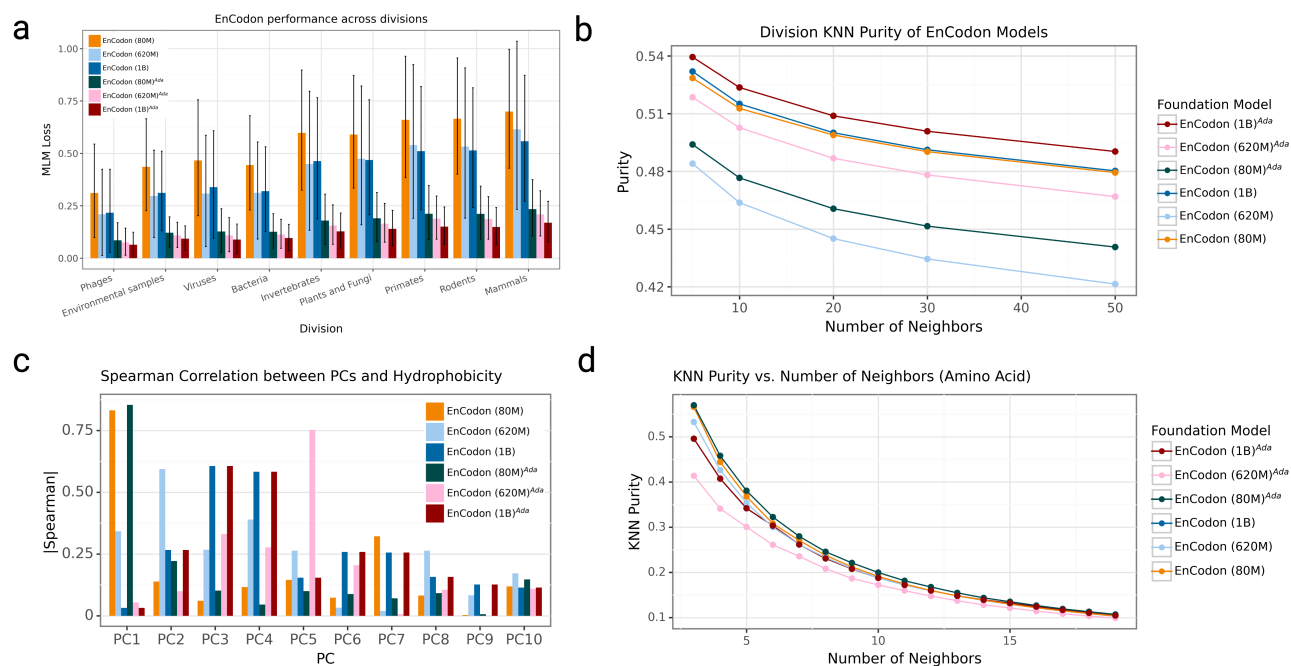 a
EnCodon performance across divisions
MLM Loss
1.00
0.75
0.50
0.25
0.00
EnCodon (80M)
EnCodon (620M)
EnCodon (1B)
EnCodon (80M)^Ada
EnCodon (620M)^Ada
EnCodon (1B)^Ada
Phages
Environmental samples
Viruses
Bacteria
Invertebrates
Plants and Fungi
Primates
Rodents
Mammals
Division
b
Division KNN Purity of EnCodon Models
Purity
0.54
0.51
0.48
0.45
0.42
10 20 30 40 50
Number of Neighbors
Foundation Model
EnCodon (1B)^Ada
EnCodon (620M)^Ada
EnCodon (80M)^Ada
EnCodon (1B)
EnCodon (620M)
EnCodon (80M)
c
Spearman Correlation between PCs and Hydrophobicity
|Spearman|
0.75
0.50
0.25
0
EnCodon (80M)
EnCodon (620M)
EnCodon (1B)
EnCodon (80M)^Ada
EnCodon (620M)^Ada
EnCodon (1B)^Ada
PC1 PC2 PC3 PC4 PC5 PC6 PC7 PC8 PC9 PC10
PC
d
KNN Purity vs. Number of Neighbors (Amino Acid)
KNN Purity
0.5
0.4
0.3
0.2
0.1
5 10 15
Number of Neighbors
Foundation Model
EnCodon (1B)^Ada
EnCodon (620M)^Ada
EnCodon (80M)^Ada
EnCodon (1B)
EnCodon (620M)
EnCodon (80M)